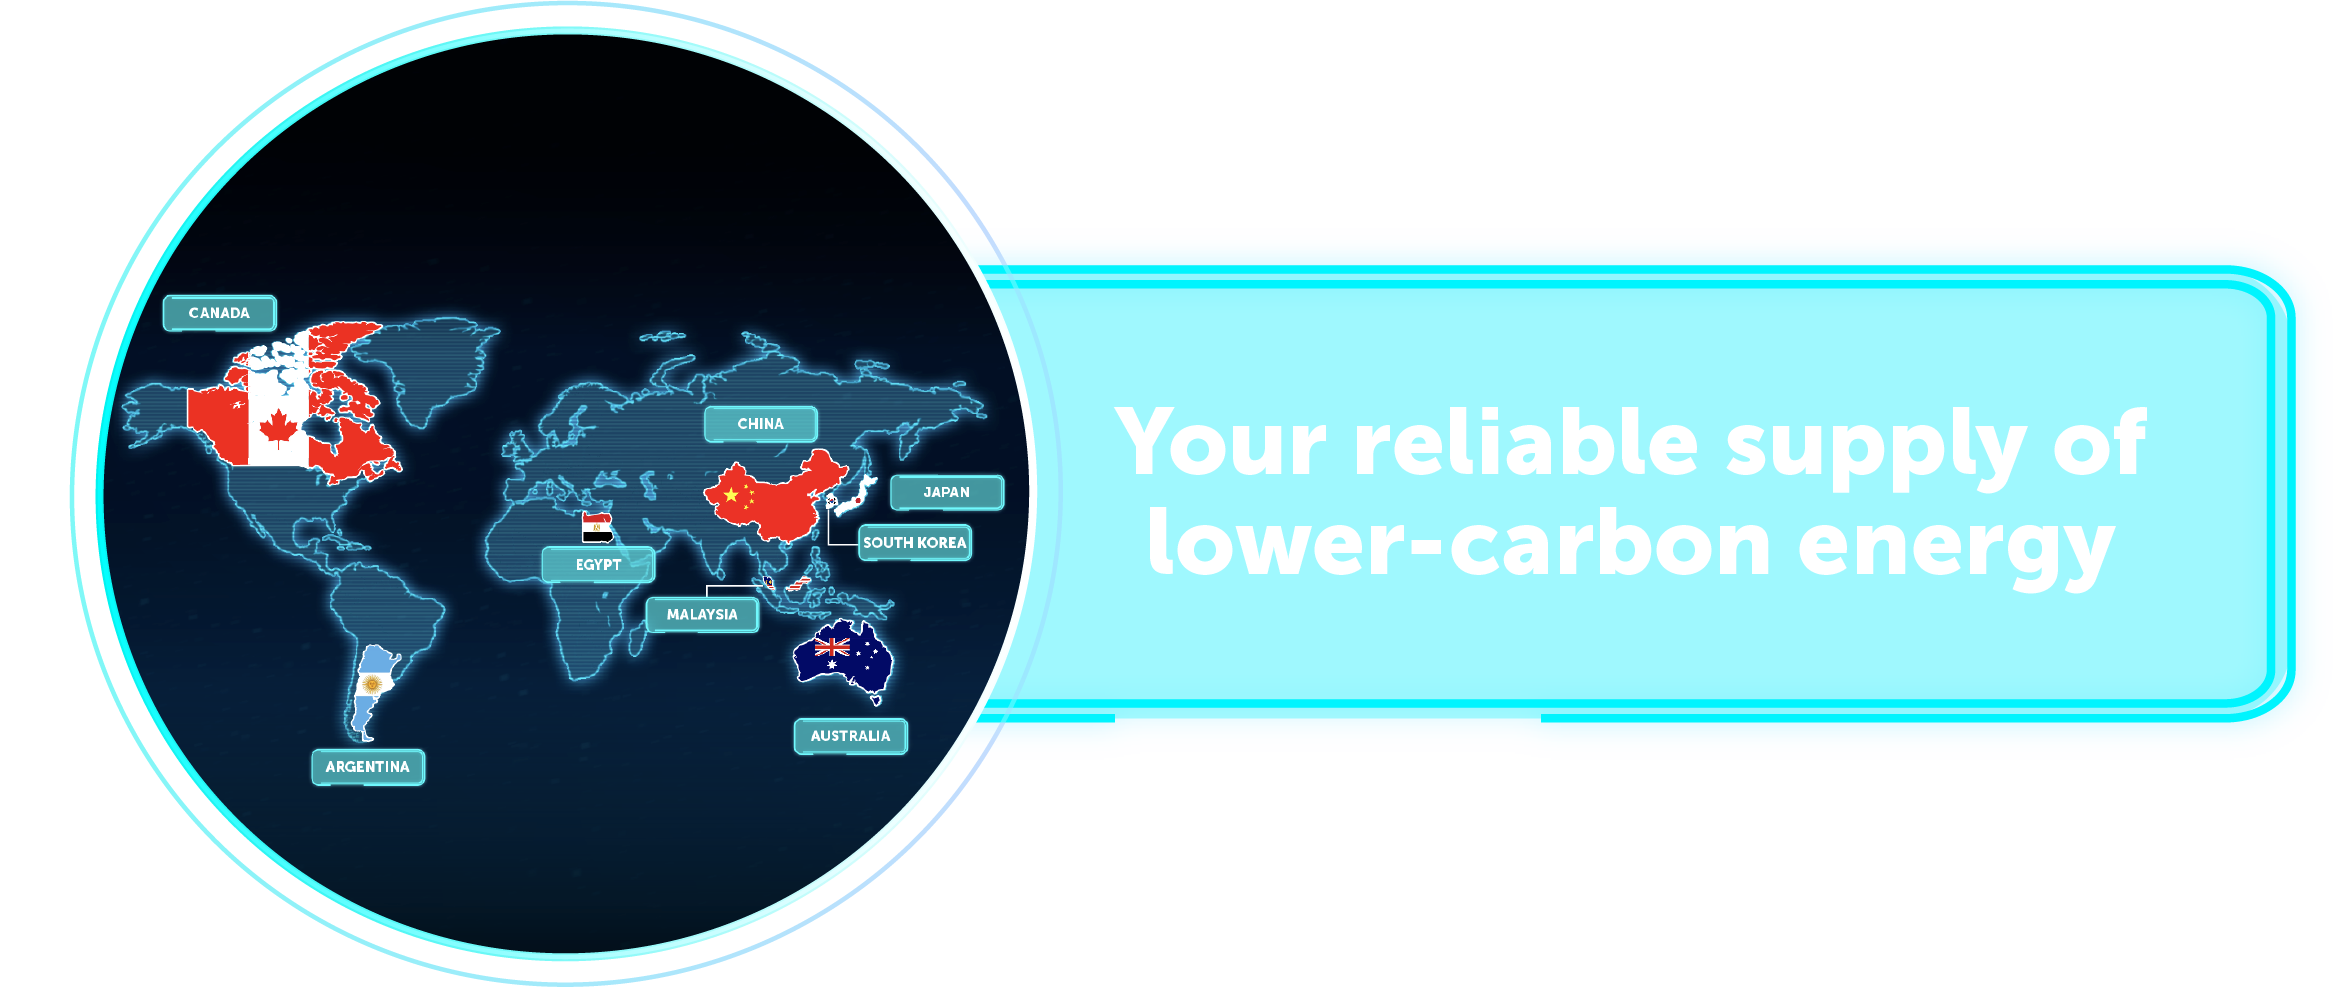 CANADA
CHINA
JAPAN
SOUTH KOREA
EGYPT
MALAYSIA
AUSTRALIA
ARGENTINA
Your reliable supply of
lower-carbon energy